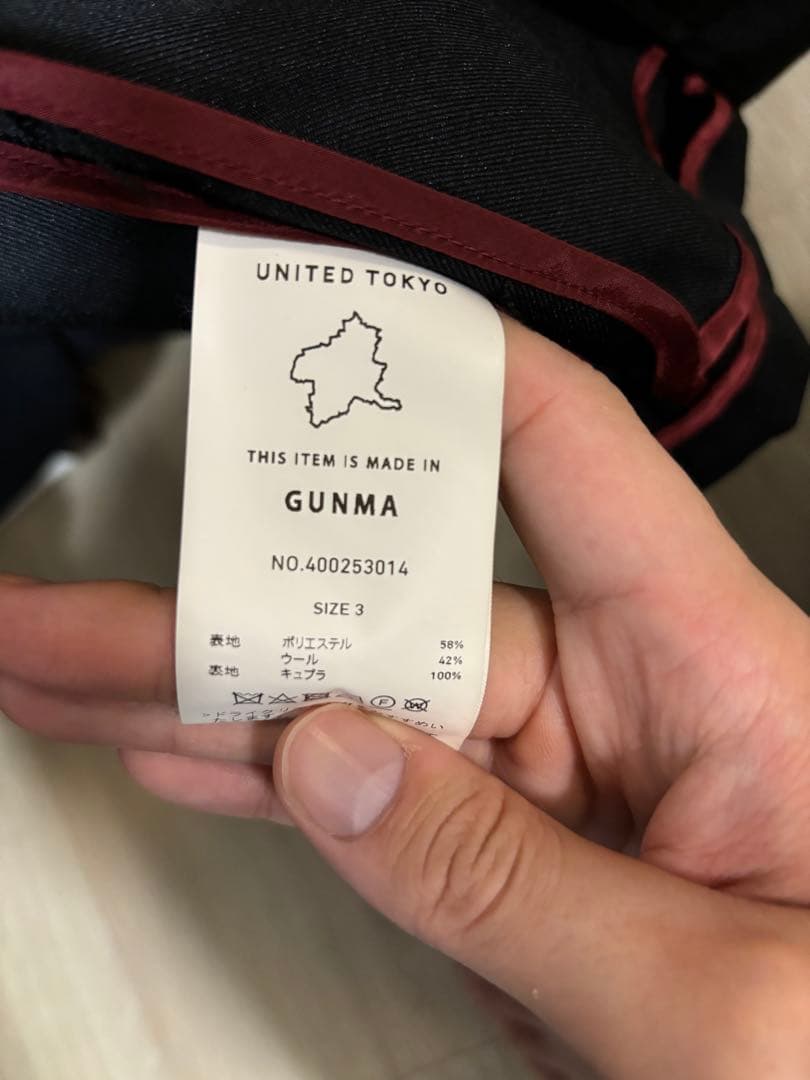 UNITED TOKYO
THIS ITEM IS MADE IN
GUNMA
NO.400253014
SIZE 3
表地 ポリエステル 58%
ウール 42%
裏地 キュプラ 100%
F W